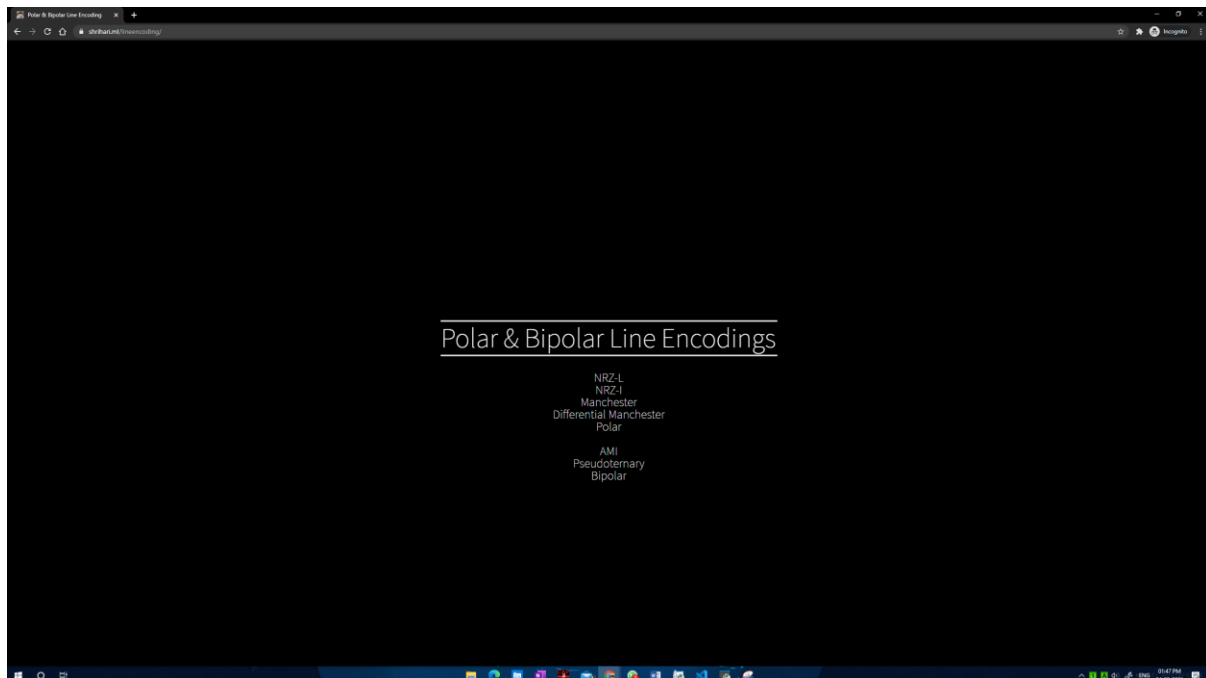 Polar & Bipolar Line Encoding
shrihari.ml/lineencoding/
Incognito
Polar & Bipolar Line Encodings
NRZ-L
NRZ-I
Manchester
Differential Manchester
Polar
AMI
Pseudoternary
Bipolar
ENG
01:47 PM